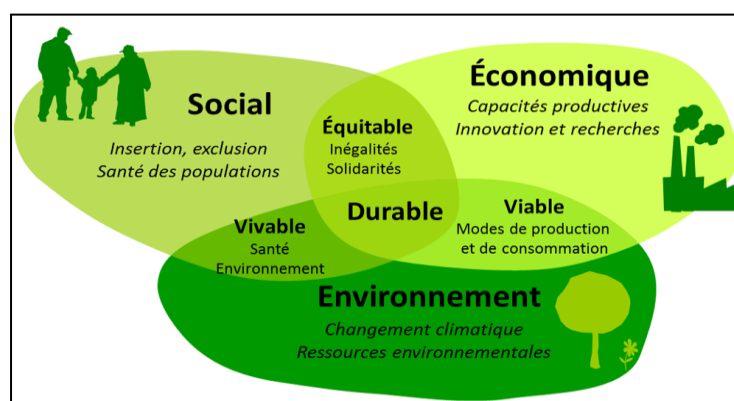 Social
Insertion, exclusion
Santé des populations
Économique
Capacités productives
Innovation et recherches
Équitable
Inégalités
Solidarités
Durable
Vivable
Santé
Environnement
Viable
Modes de production
et de consommation
Environnement
Changement climatique
Ressources environnementales